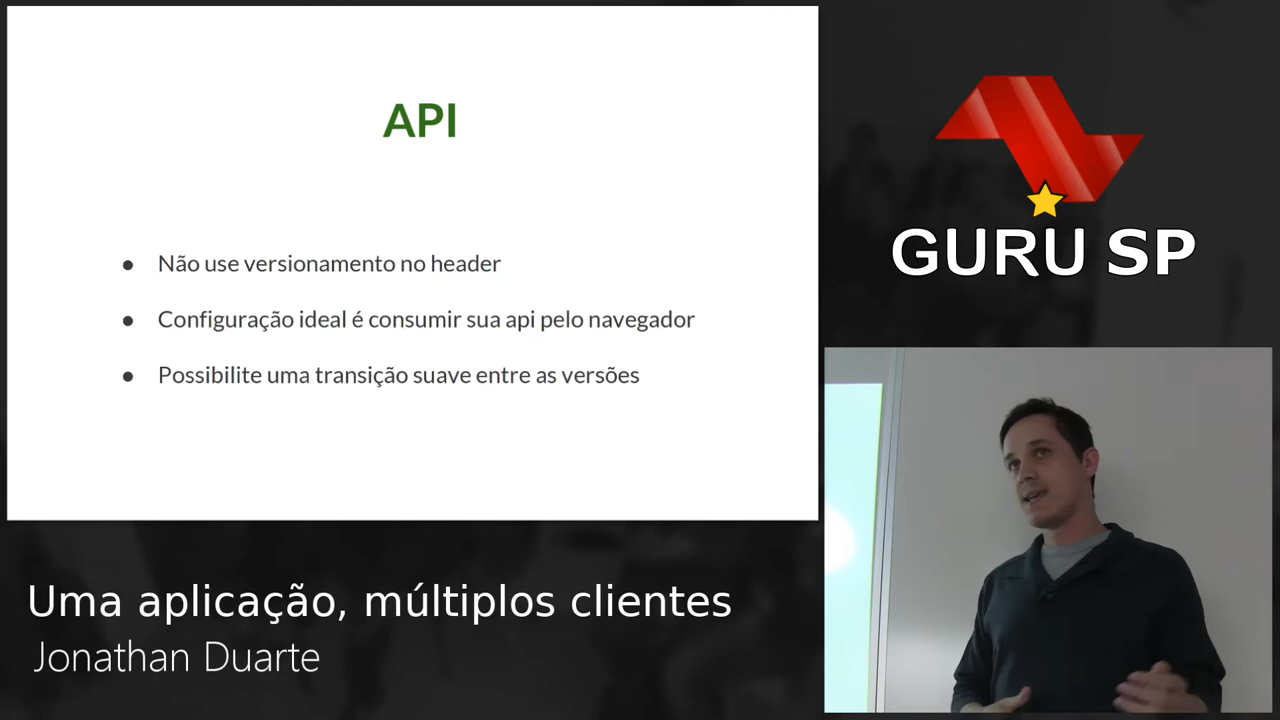 API
● Não use versionamento no header
● Configuração ideal é consumir sua api pelo navegador
● Possibilite uma transição suave entre as versões
GURU SP
Uma aplicação, múltiplos clientes
Jonathan Duarte